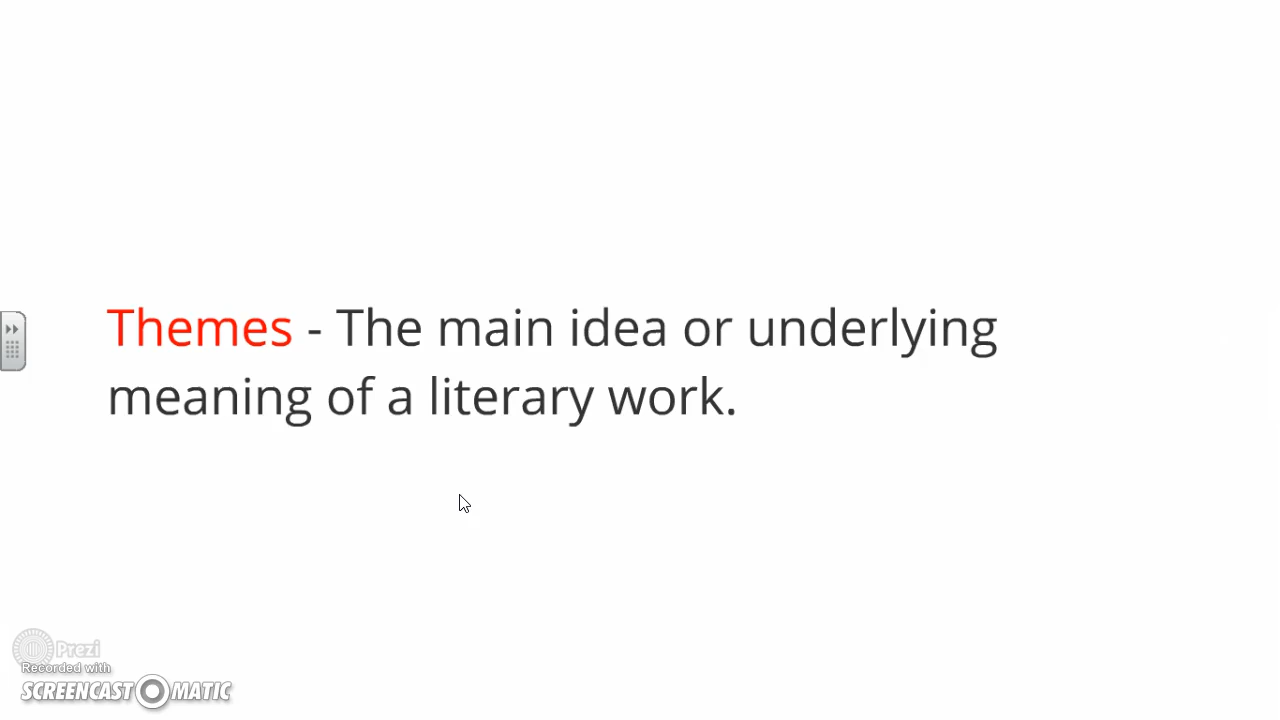 Themes - The main idea or underlying
meaning of a literary work.
Prezi
Recorded with
SCREENCAST MATIC